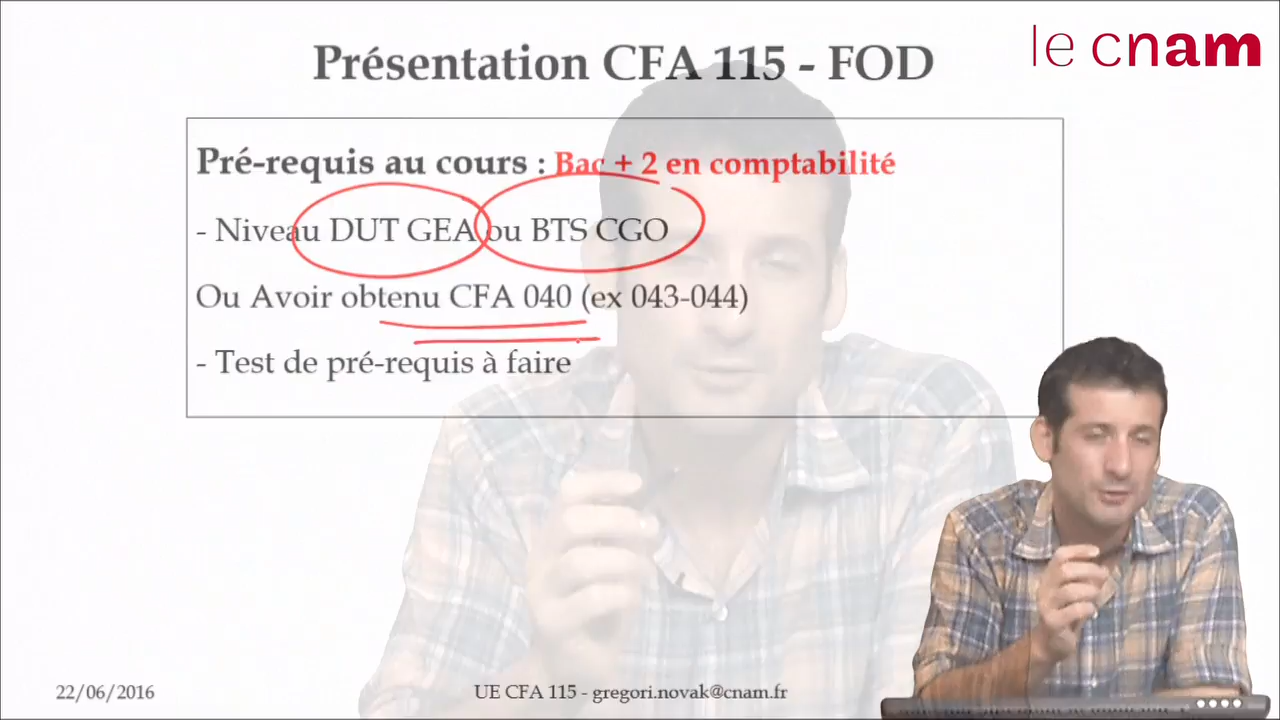 le cnam
Présentation CFA 115 - FOD
Pré-requis au cours : Bac + 2 en comptabilité
- Niveau DUT GEA ou BTS CGO
Ou Avoir obtenu CFA 040 (ex 043-044)
- Test de pré-requis à faire
22/06/2016
UE CFA 115 - gregori.novak@cnam.fr